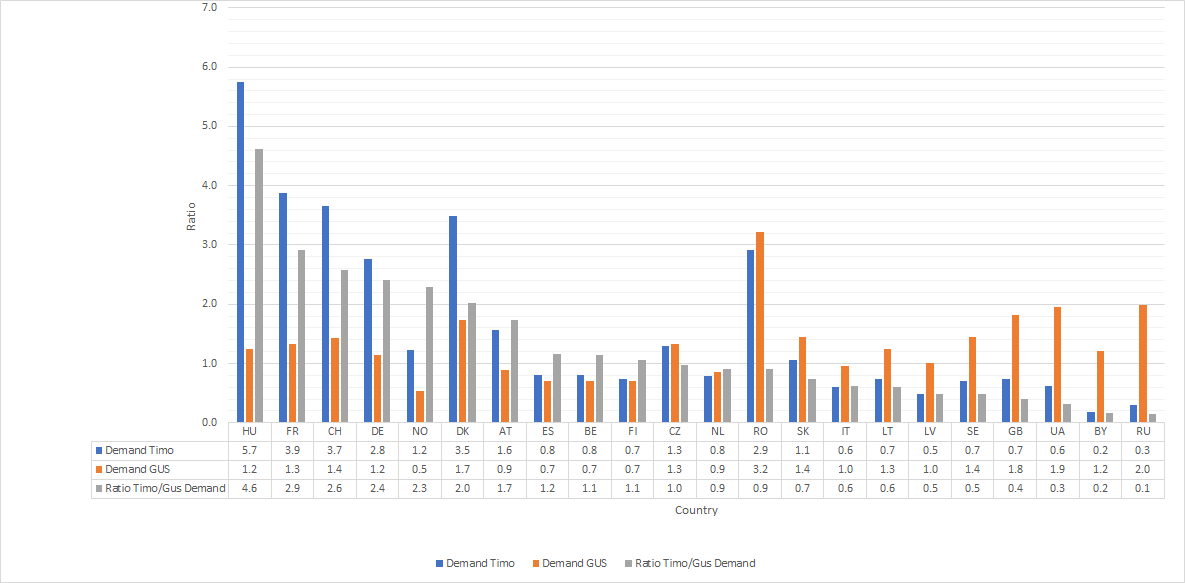 7.0
6.0
5.0
4.0
3.0
2.0
1.0
0.0
Ratio
HU FR CH DE NO DK AT ES BE FI CZ NL RO SK IT LT LV SE GB UA BY RU
Demand Timo 5.7 3.9 3.7 2.8 1.2 3.5 1.6 0.8 0.8 0.7 1.3 0.8 2.9 1.1 0.6 0.7 0.5 0.7 0.7 0.6 0.2 0.3
Demand GUS 1.2 1.3 1.4 1.2 0.5 1.7 0.9 0.7 0.7 0.7 1.3 0.9 3.2 1.4 1.0 1.3 1.0 1.4 1.8 1.9 1.2 2.0
Ratio Timo/Gus Demand 4.6 2.9 2.6 2.4 2.3 2.0 1.7 1.2 1.1 1.1 1.0 0.9 0.9 0.7 0.6 0.6 0.5 0.5 0.4 0.3 0.2 0.1
Country
Demand Timo Demand GUS Ratio Timo/Gus Demand